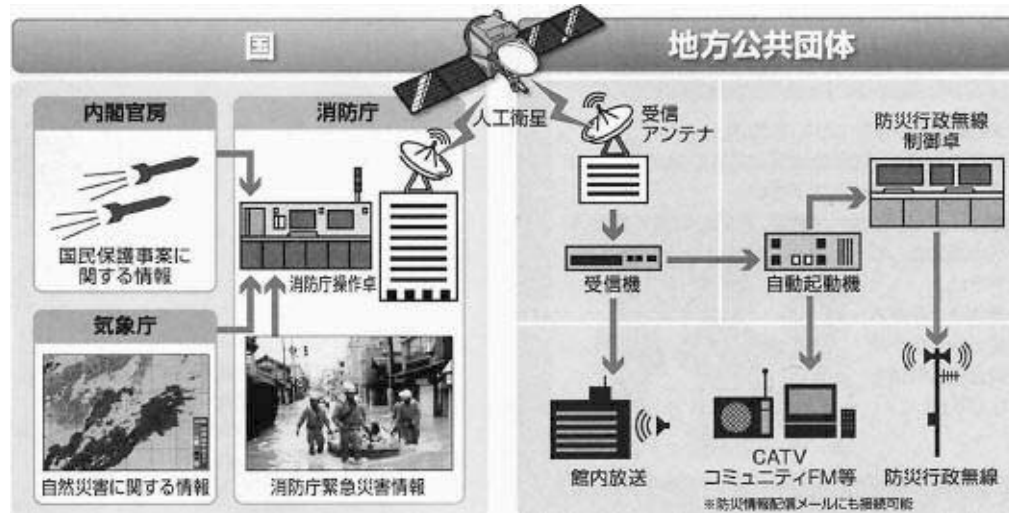 国
地方公共団体
内閣官房
国民保護事案に
関する情報
気象庁
自然災害に関する情報
消防庁
消防庁操作卓
消防庁緊急災害情報
人工衛星
受信
アンテナ
受信機
自動起動機
防災行政無線
制御卓
館内放送
CATV
コミュニティFM等
防災行政無線
※防災情報配信メールにも接続可能